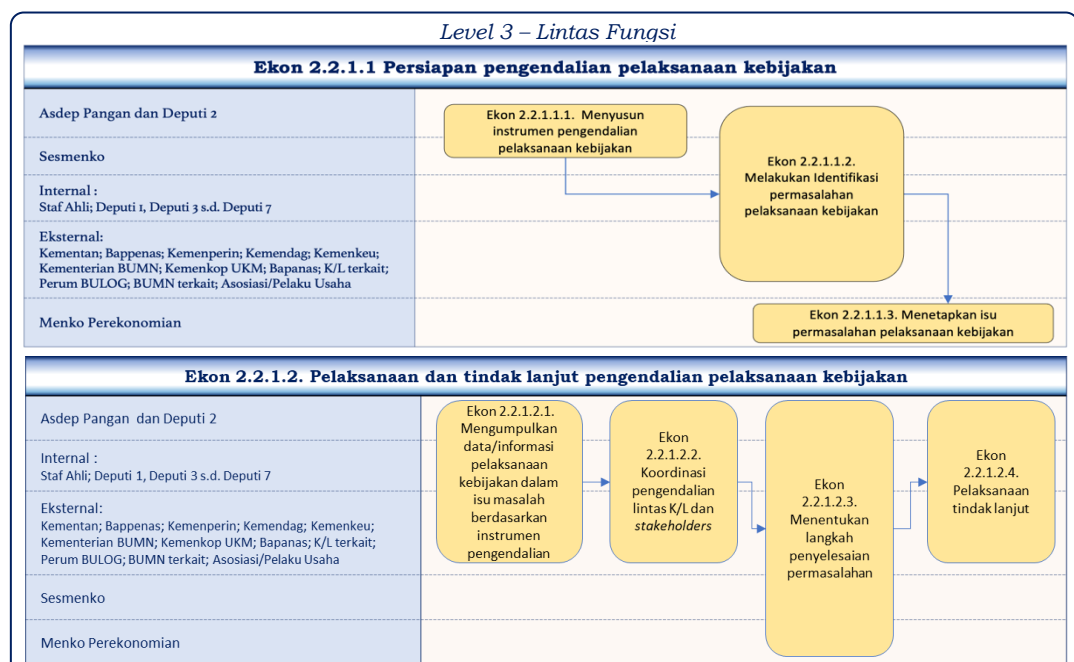 Level 3 – Lintas Fungsi
Ekon 2.2.1.1 Persiapan pengendalian pelaksanaan kebijakan
Asdep Pangan dan Deputi 2
Sesmenko
Internal :
Staf Ahli; Deputi 1, Deputi 3 s.d. Deputi 7
Eksternal:
Kementan; Bappenas; Kemenperin; Kemendag; Kemenkeu;
Kementerian BUMN; Kemenkop UKM; Bapanas; K/L terkait;
Perum BULOG; BUMN terkait; Asosiasi/Pelaku Usaha
Menko Perekonomian
Ekon 2.2.1.1.1. Menyusun
instrumen pengendalian
pelaksanaan kebijakan
Ekon 2.2.1.1.2.
Melakukan Identifikasi
permasalahan
pelaksanaan kebijakan
Ekon 2.2.1.1.3. Menetapkan isu
permasalahan pelaksanaan kebijakan
Ekon 2.2.1.2. Pelaksanaan dan tindak lanjut pengendalian pelaksanaan kebijakan
Asdep Pangan dan Deputi 2
Internal :
Staf Ahli; Deputi 1, Deputi 3 s.d. Deputi 7
Eksternal:
Kementan; Bappenas; Kemenperin; Kemendag; Kemenkeu;
Kementerian BUMN; Kemenkop UKM; Bapanas; K/L terkait;
Perum BULOG; BUMN terkait; Asosiasi/Pelaku Usaha
Sesmenko
Menko Perekonomian
Ekon 2.2.1.2.1.
Mengumpulkan
data/informasi
pelaksanaan
kebijakan dalam
isu masalah
berdasarkan
instrumen
pengendalian
Ekon
2.2.1.2.2.
Koordinasi
pengendalian
lintas K/L dan
stakeholders
Ekon
2.2.1.2.3.
Menentukan
langkah
penyelesaian
permasalahan
Ekon
2.2.1.2.4.
Pelaksanaan
tindak lanjut